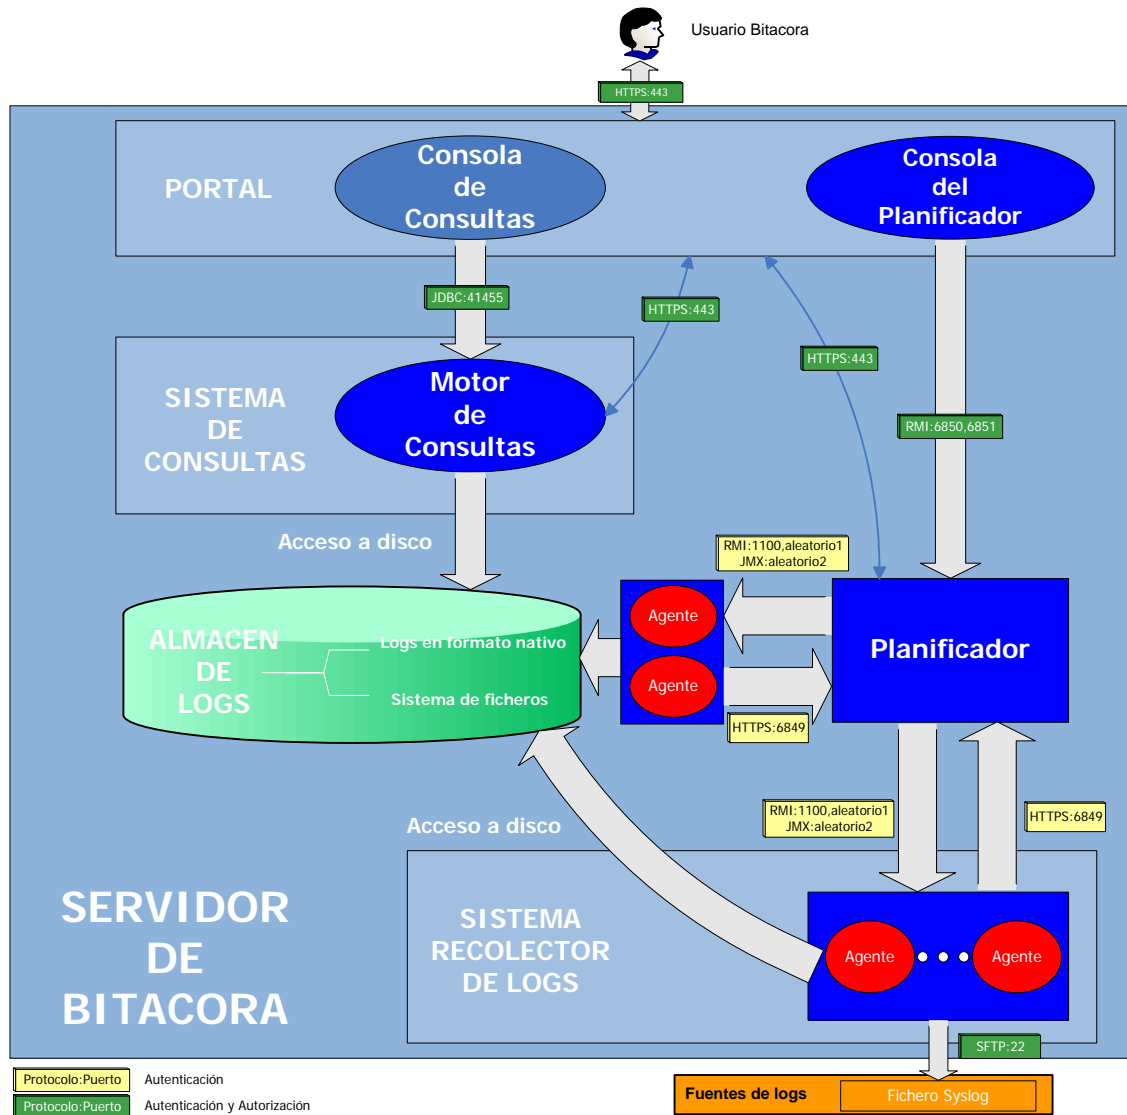 Usuario Bitacora
HTTPS:443
PORTAL
Consola
de
Consultas
Consola
del
Planificador
JDBC:41455
HTTPS:443
HTTPS:443
RMI:6850,6851
SISTEMA
DE
CONSULTAS
Motor
de
Consultas
Acceso a disco
RMI:1100,aleatorio1
JMX:aleatorio2
ALMACEN
DE
LOGS
Logs en formato nativo
Sistema de ficheros
Agente
Agente
Planificador
HTTPS:6849
RMI:1100,aleatorio1
JMX:aleatorio2
HTTPS:6849
Acceso a disco
SERVIDOR
DE
BITACORA
SISTEMA
RECOLECTOR
DE LOGS
Agente
Agente
SFTP:22
Protocolo:Puerto Autenticación
Protocolo:Puerto Autenticación y Autorización
Fuentes de logs
Fichero Syslog